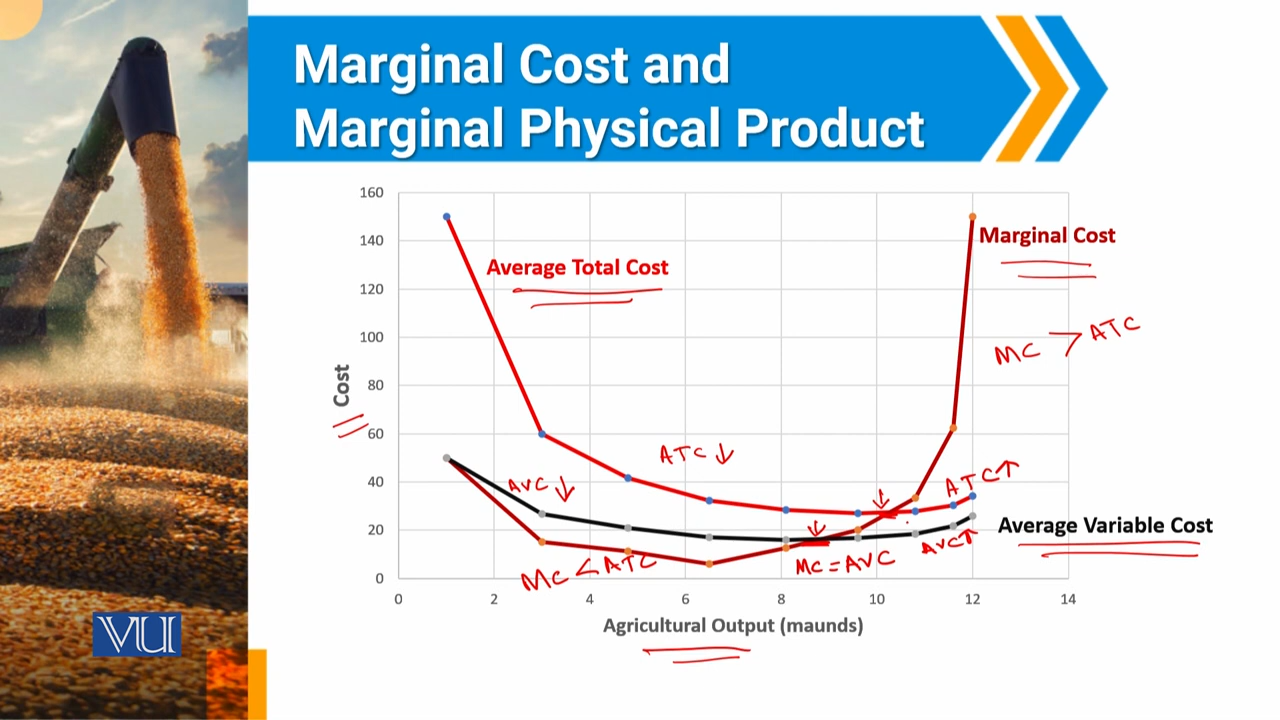 Marginal Cost and
Marginal Physical Product
160
140
120
100
80
60
40
20
0
Cost
0 2 4 6 8 10 12 14
Agricultural Output (maunds)
Average Total Cost
Marginal Cost
MC > ATC
ATC ↓
AVC ↓
ATC ↑
Average Variable Cost
AVC ↑
MC = AVC
MC < ATC
VU